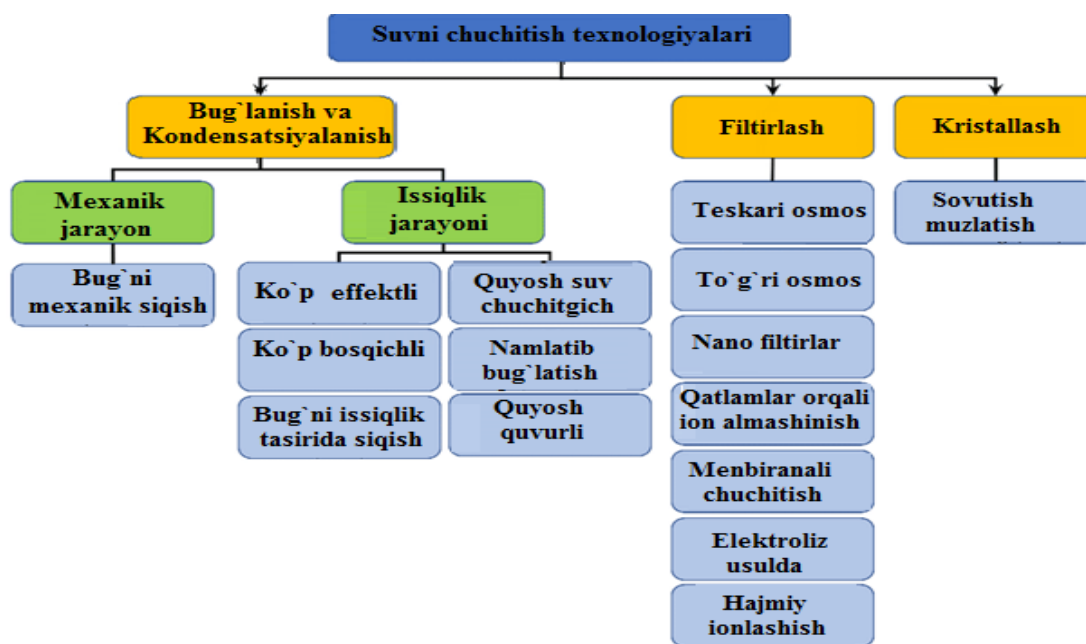 Suvni chuchitish texnologiyalari
Bug`lanish va
Kondensatsiyalanish
Filtirlash
Kristallash
Mexanik
jarayon
Issiqlik
jarayoni
Bug`ni
mexanik siqish
Ko`p effektli
Ko`p bosqichli
Bug`ni issiqlik
tasirida siqish
Quyosh suv
chuchitgich
Namlatib
bug`latish
Quyosh
quvurli
Teskari osmos
To`g`ri osmos
Nano filtirlar
Qatlamlar orqali
ion almashinish
Menbiranali
chuchitish
Elektroliz
usulda
Hajmiy
ionlashish
Sovutish
muzlatish